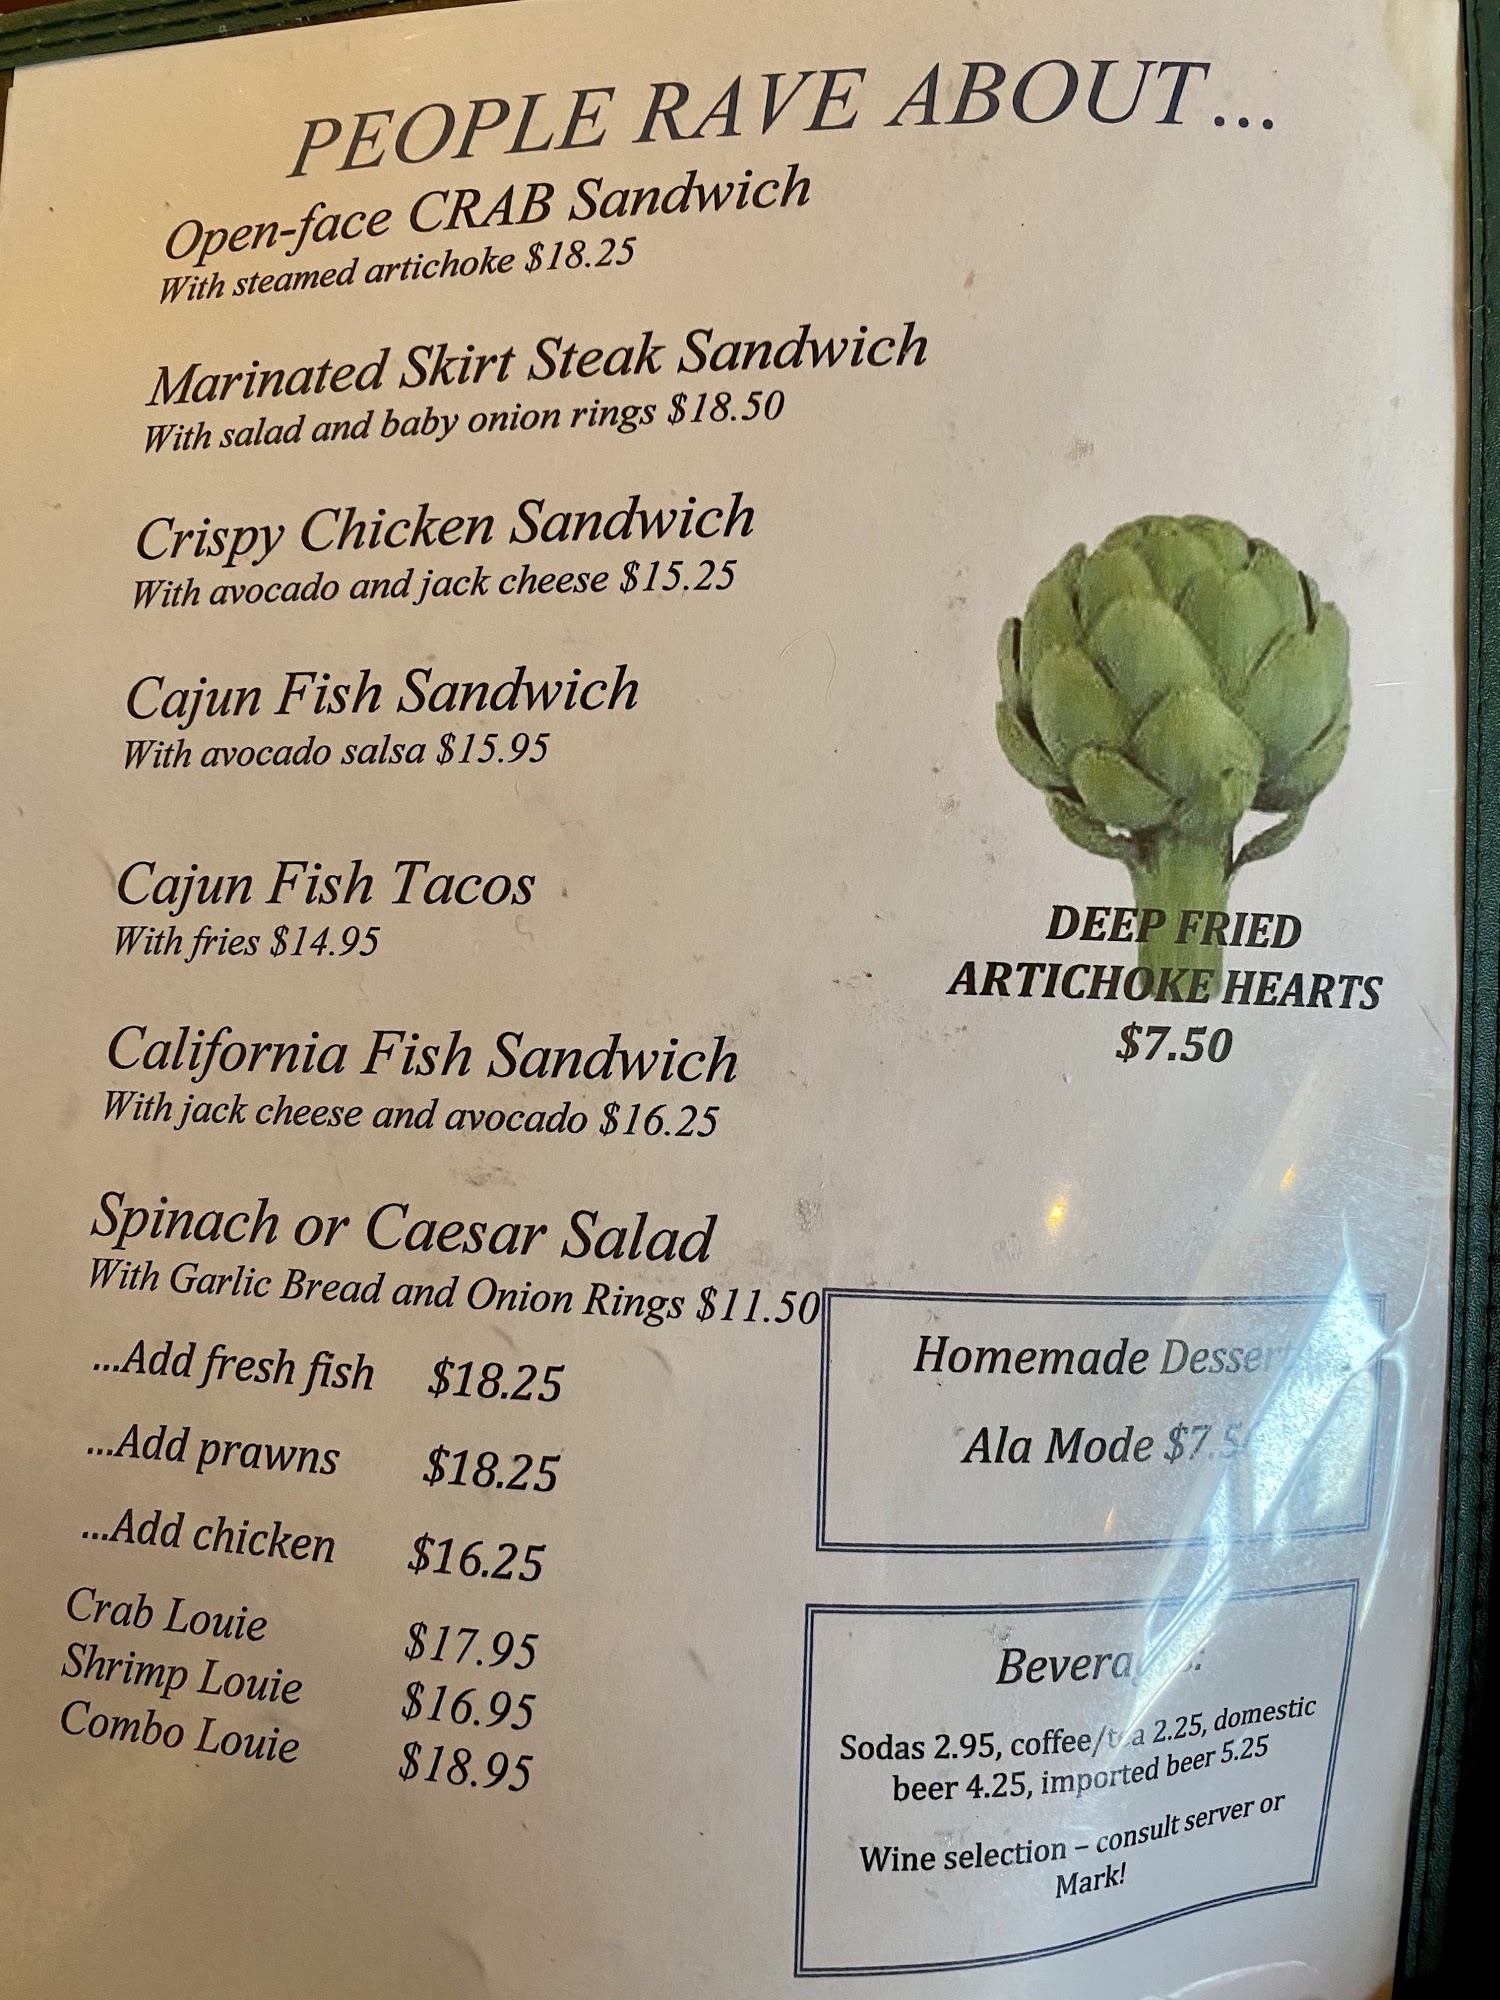 PEOPLE RAVE ABOUT...
Open-face CRAB Sandwich
With steamed artichoke $18.25
Marinated Skirt Steak Sandwich
With salad and baby onion rings $18.50
Crispy Chicken Sandwich
With avocado and jack cheese $15.25
Cajun Fish Sandwich
With avocado salsa $15.95
Cajun Fish Tacos
With fries $14.95
California Fish Sandwich
With jack cheese and avocado $16.25
Spinach or Caesar Salad
With Garlic Bread and Onion Rings $11.50
...Add fresh fish $18.25
...Add prawns $18.25
...Add chicken $16.25
Crab Louie $17.95
Shrimp Louie $16.95
Combo Louie $18.95
DEEP FRIED
ARTICHOKE HEARTS
$7.50
Homemade
Ala Mode
Beverages:
Sodas 2.95, coffee/tea 2.25, domestic
beer 4.25, imported beer 5.25
Wine selection – consult server or
Mark!